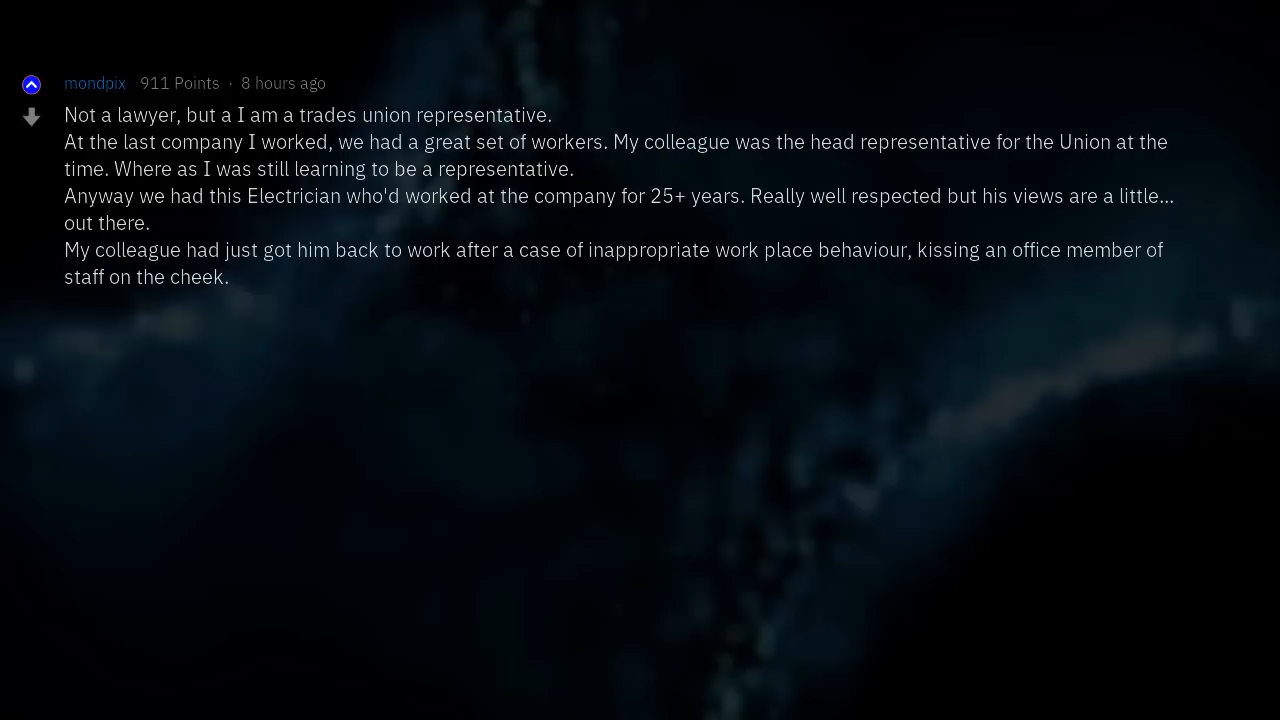 mondpix 911 Points · 8 hours ago
Not a lawyer, but a I am a trades union representative.
At the last company I worked, we had a great set of workers. My colleague was the head representative for the Union at the
time. Where as I was still learning to be a representative.
Anyway we had this Electrician who'd worked at the company for 25+ years. Really well respected but his views are a little...
out there.
My colleague had just got him back to work after a case of inappropriate work place behaviour, kissing an office member of
staff on the cheek.